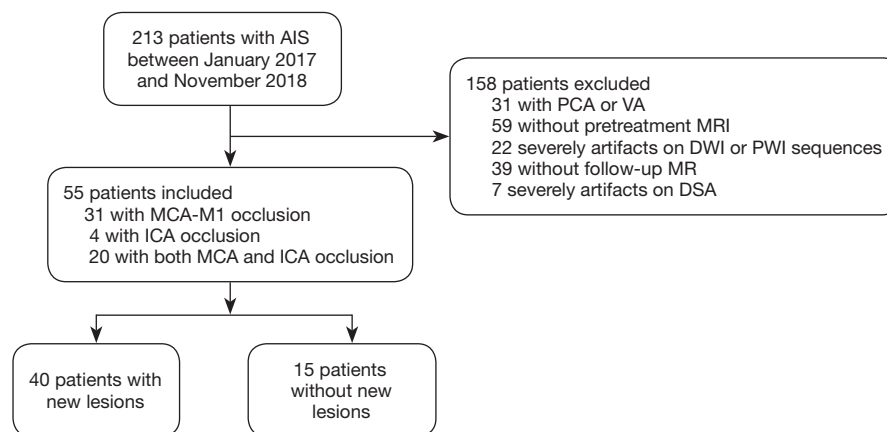 213 patients with AIS
between January 2017
and November 2018
158 patients excluded
31 with PCA or VA
59 without pretreatment MRI
22 severely artifacts on DWI or PWI sequences
39 without follow-up MR
7 severely artifacts on DSA
55 patients included
31 with MCA-M1 occlusion
4 with ICA occlusion
20 with both MCA and ICA occlusion
40 patients with
new lesions
15 patients
without new
lesions